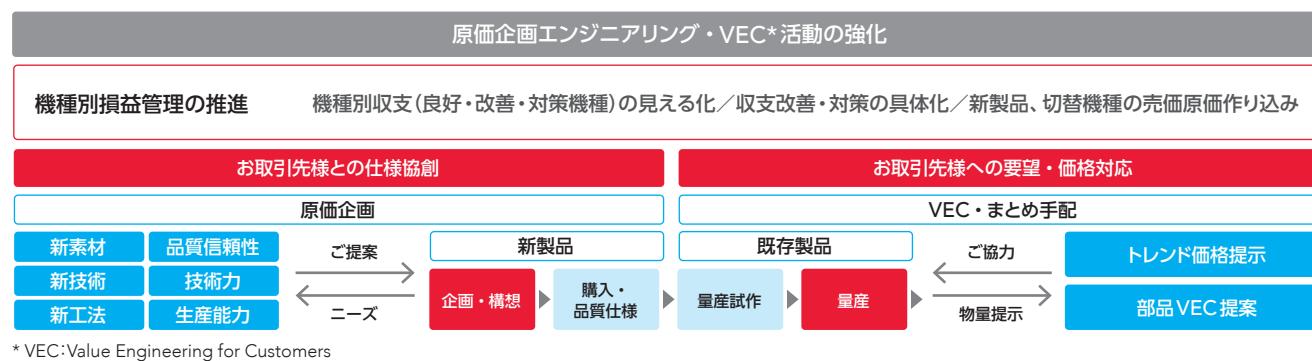 原価企画エンジニアリング・VEC*活動の強化
機種別損益管理の推進 機種別収支(良好・改善・対策機種)の見える化／収支改善・対策の具体化／新製品、切替機種の売価原価作り込み
お取引先様との仕様協創
お取引先様への要望・価格対応
原価企画
VEC・まとめ手配
新素材
品質信頼性
新技術
技術力
新工法
生産能力
ご提案
ニーズ
新製品
企画・構想
購入・
品質仕様
既存製品
量産試作
量産
ご協力
物量提示
トレンド価格提示
部品VEC提案
* VEC：Value Engineering for Customers